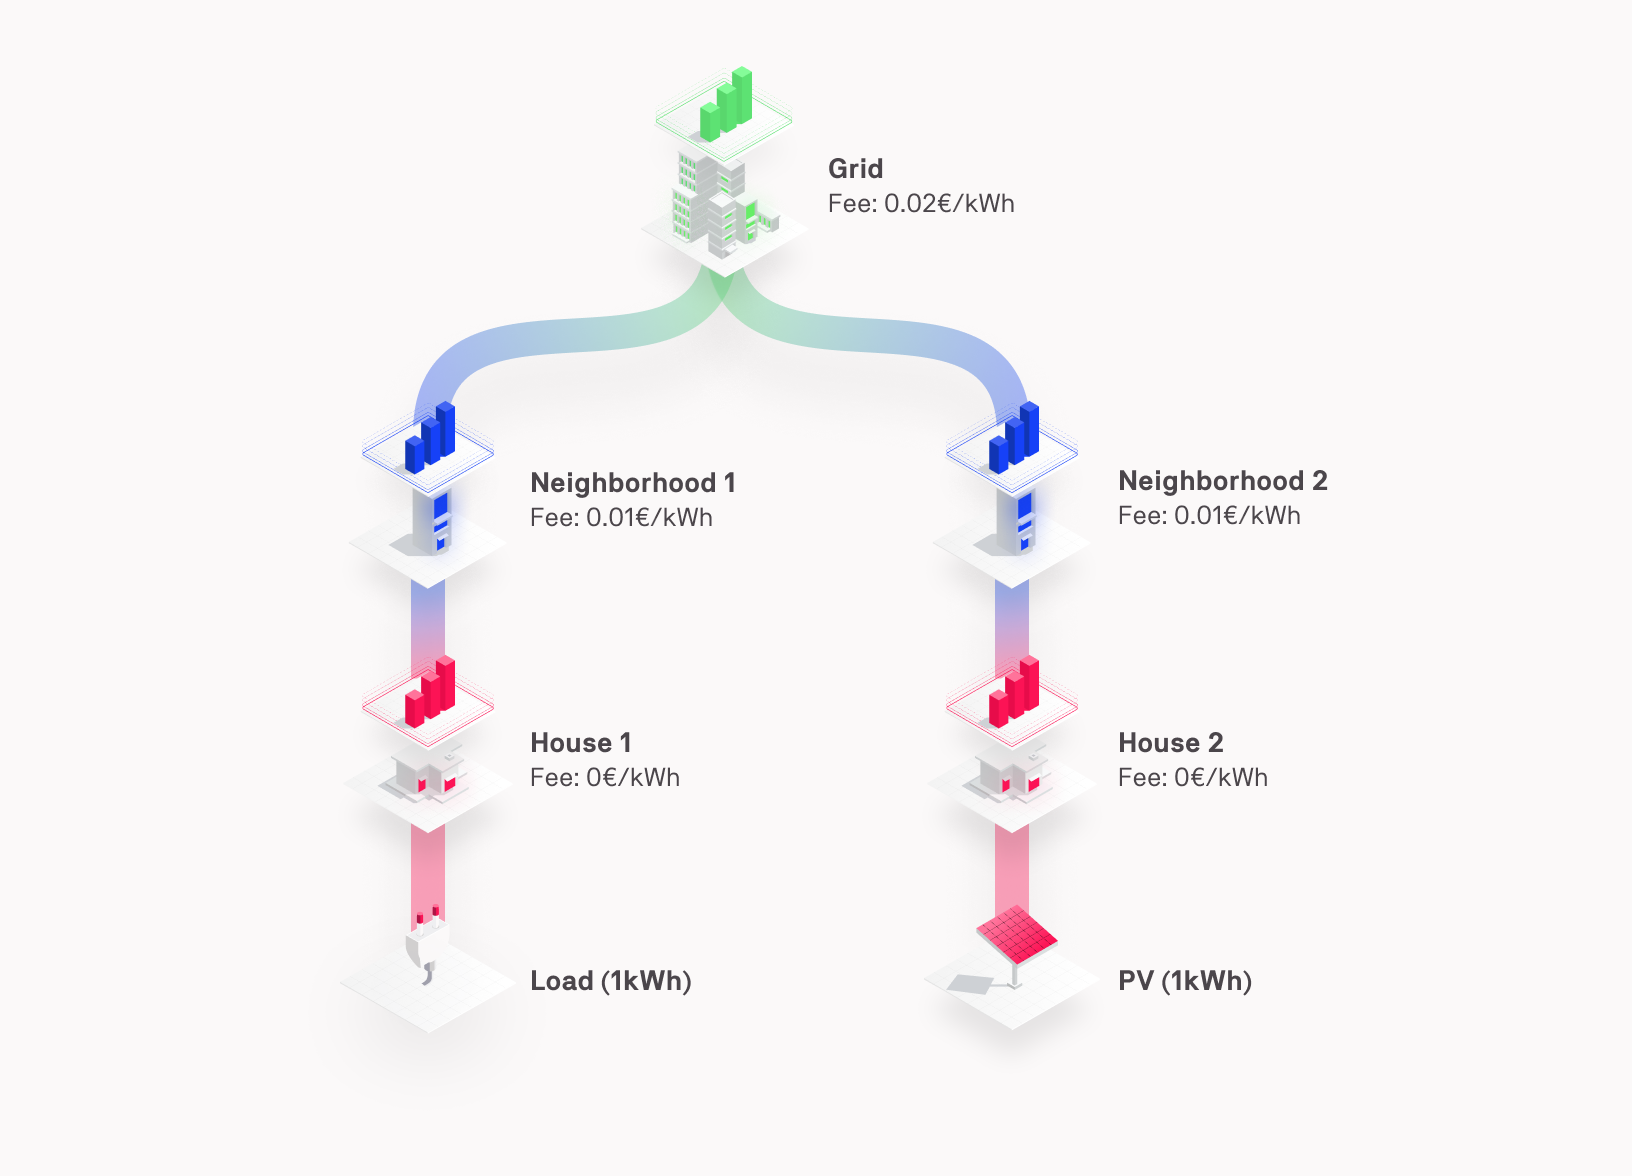 Grid
Fee: 0.02€/kWh
Neighborhood 1
Fee: 0.01€/kWh
Neighborhood 2
Fee: 0.01€/kWh
House 1
Fee: 0€/kWh
House 2
Fee: 0€/kWh
Load (1kWh)
PV (1kWh)